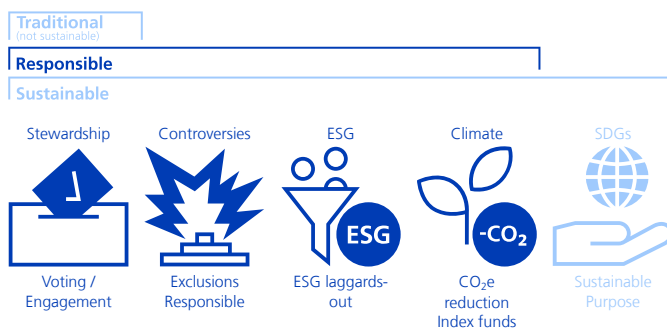 Traditional
(not sustainable)
Responsible
Sustainable
Stewardship
Controversies
ESG
Climate
SDGs
ESG
-CO₂
Voting /
Engagement
Exclusions
Responsible
ESG laggards-
out
CO₂e
reduction
Index funds
Sustainable
Purpose